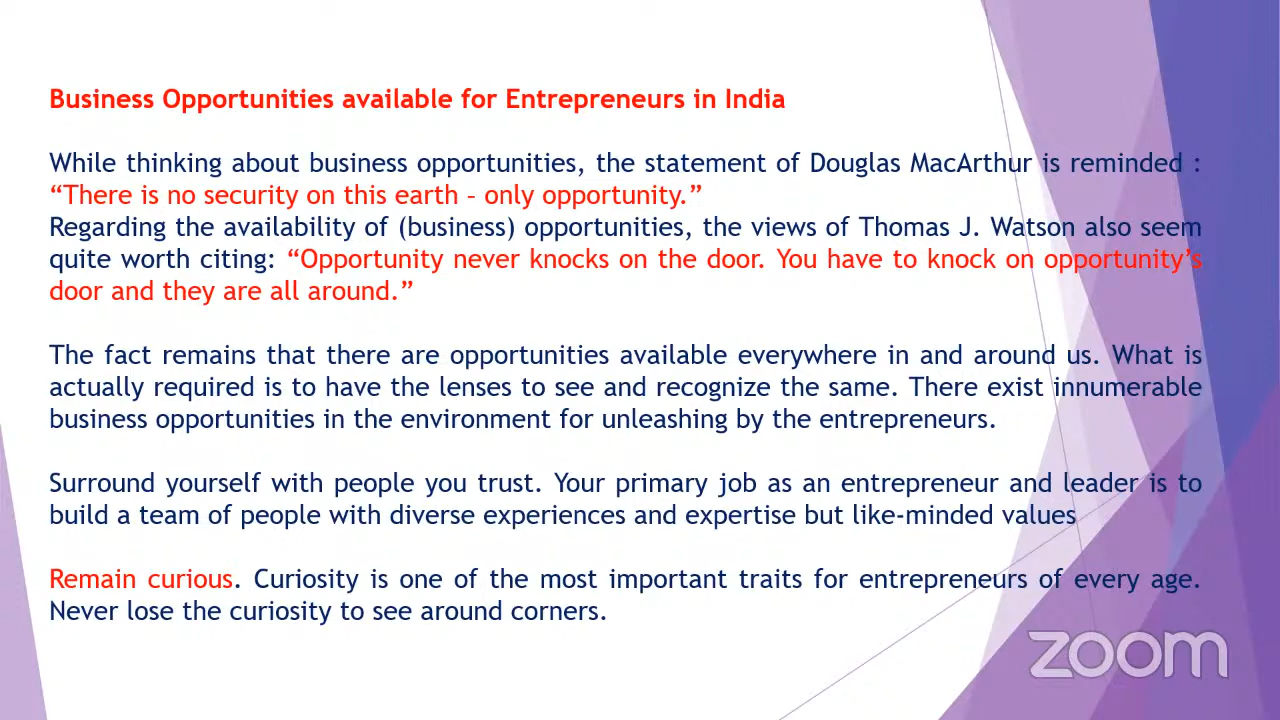 Business Opportunities available for Entrepreneurs in India
While thinking about business opportunities, the statement of Douglas MacArthur is reminded :
“There is no security on this earth – only opportunity.”
Regarding the availability of (business) opportunities, the views of Thomas J. Watson also seem
quite worth citing: “Opportunity never knocks on the door. You have to knock on opportunity’s
door and they are all around.”
The fact remains that there are opportunities available everywhere in and around us. What is
actually required is to have the lenses to see and recognize the same. There exist innumerable
business opportunities in the environment for unleashing by the entrepreneurs.
Surround yourself with people you trust. Your primary job as an entrepreneur and leader is to
build a team of people with diverse experiences and expertise but like-minded values
Remain curious. Curiosity is one of the most important traits for entrepreneurs of every age.
Never lose the curiosity to see around corners.
zoom